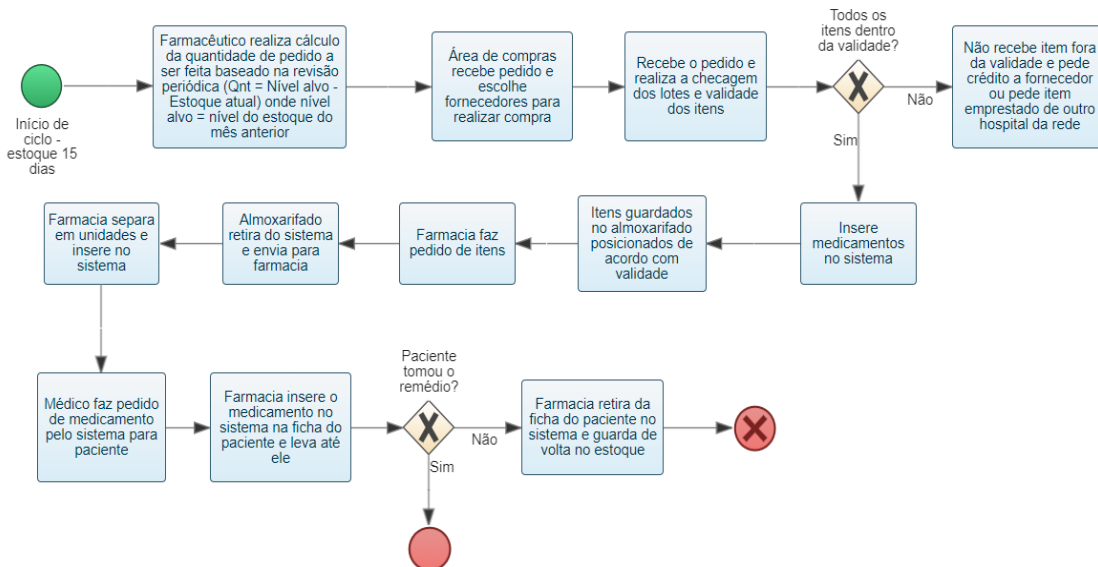 Início de
ciclo -
estoque 15
dias
Farmacêutico realiza cálculo
da quantidade de pedido a
ser feita baseado na revisão
periódica (Qnt = Nível alvo -
Estoque atual) onde nível
alvo = nível do estoque do
mês anterior
Área de compras
recebe pedido e
escolhe
fornecedores para
realizar compra
Recebe o pedido e
realiza a checagem
dos lotes e validade
dos itens
Todos os
itens dentro
da validade?
Não
Sim
Não recebe item fora
da validade e pede
crédito a fornecedor
ou pede item
emprestado de outro
hospital da rede
Insere
medicamentos
no sistema
Itens guardados
no almoxarifado
posicionados de
acordo com
validade
Farmacia faz
pedido de itens
Almoxarifado
retira do sistema
e envia para
farmacia
Farmacia separa
em unidades e
insere no
sistema
Médico faz pedido
de medicamento
pelo sistema para
paciente
Farmacia insere o
medicamento no
sistema na ficha do
paciente e leva até
ele
Paciente
tomou o
remédio?
Não
Sim
Farmacia retira da
ficha do paciente no
sistema e guarda de
volta no estoque